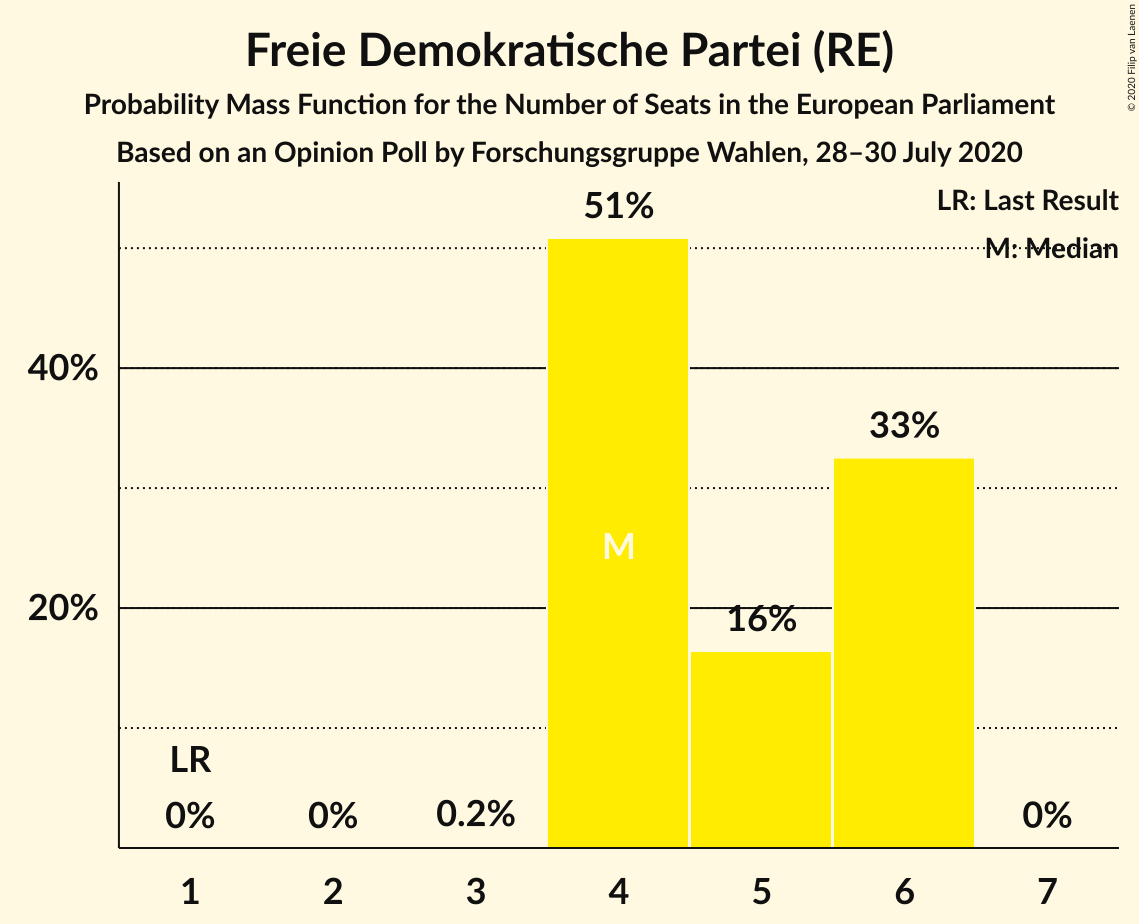 Freie Demokratische Partei (RE)
Probability Mass Function for the Number of Seats in the European Parliament
Based on an Opinion Poll by Forschungsgruppe Wahlen, 28–30 July 2020
© 2020 Filip van Laenen
LR: Last Result
M: Median
51%
40%
33%
M
20%
16%
LR
0%
0%
0.2%
0%
1
2
3
4
5
6
7